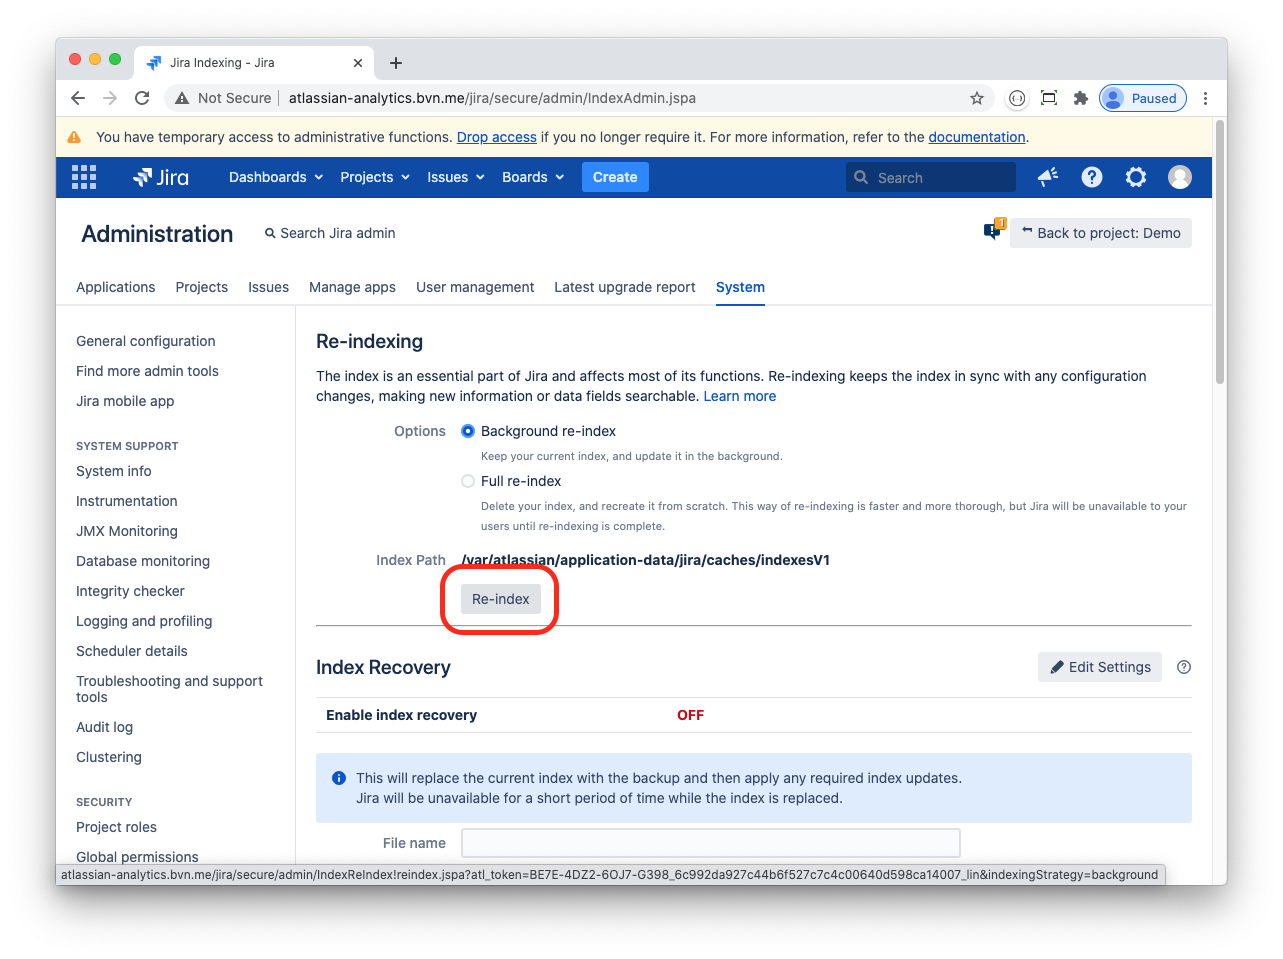 Jira Indexing - Jira
Not Secure
atlassian-analytics.bvn.me/jira/secure/admin/IndexAdmin.jspa
Paused
You have temporary access to administrative functions. Drop access if you no longer require it. For more information, refer to the documentation.
Jira
Dashboards
Projects
Issues
Boards
Create
Search
Administration
Search Jira admin
1
Back to project: Demo
Applications
Projects
Issues
Manage apps
User management
Latest upgrade report
System
General configuration
Find more admin tools
Jira mobile app
SYSTEM SUPPORT
System info
Instrumentation
JMX Monitoring
Database monitoring
Integrity checker
Logging and profiling
Scheduler details
Troubleshooting and support
tools
Audit log
Clustering
SECURITY
Project roles
Global permissions
Re-indexing
The index is an essential part of Jira and affects most of its functions. Re-indexing keeps the index in sync with any configuration
changes, making new information or data fields searchable. Learn more
Options
Background re-index
Keep your current index, and update it in the background.
Full re-index
Delete your index, and recreate it from scratch. This way of re-indexing is faster and more thorough, but Jira will be unavailable to your
users until re-indexing is complete.
Index Path
/var/atlassian/application-data/jira/caches/indexesV1
Re-index
Index Recovery
Edit Settings
Enable index recovery
OFF
This will replace the current index with the backup and then apply any required index updates.
Jira will be unavailable for a short period of time while the index is replaced.
File name
atlassian-analytics.bvn.me/jira/secure/admin/IndexReIndex!reindex.jspa?atl_token=BE7E-4DZ2-6OJ7-G398_6c992da927c44b6f527c7c4c00640d598ca14007_lin&indexingStrategy=background